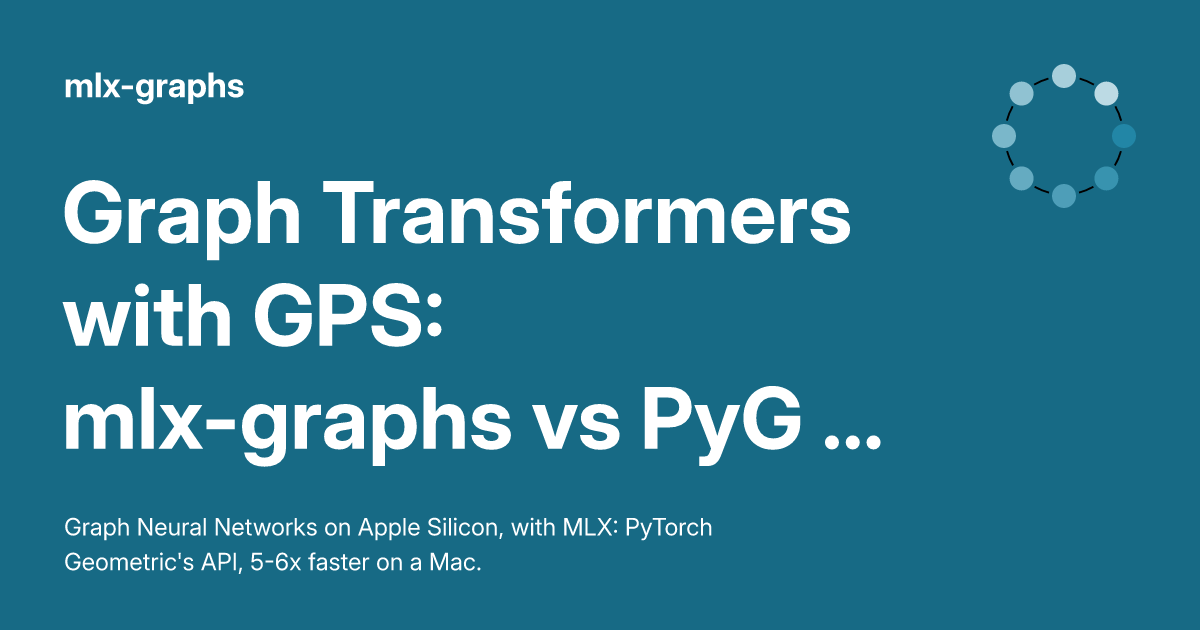 mlx-graphs
Graph Transformers
with GPS:
mlx-graphs vs PyG ...
Graph Neural Networks on Apple Silicon, with MLX: PyTorch
Geometric's API, 5-6x faster on a Mac.